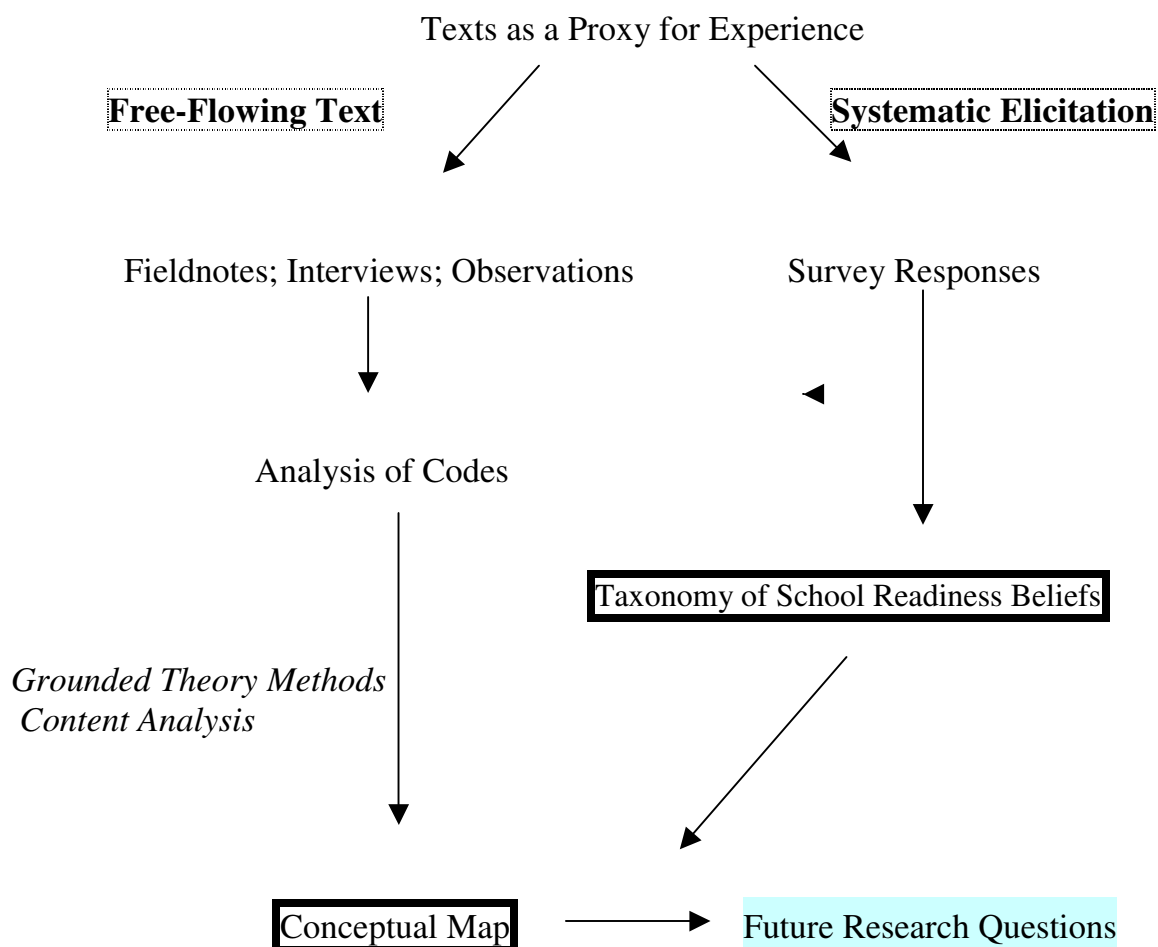 Texts as a Proxy for Experience
Free-Flowing Text
Systematic Elicitation
Fieldnotes; Interviews; Observations
Survey Responses
Analysis of Codes
Taxonomy of School Readiness Beliefs
Grounded Theory Methods
Content Analysis
Conceptual Map
Future Research Questions